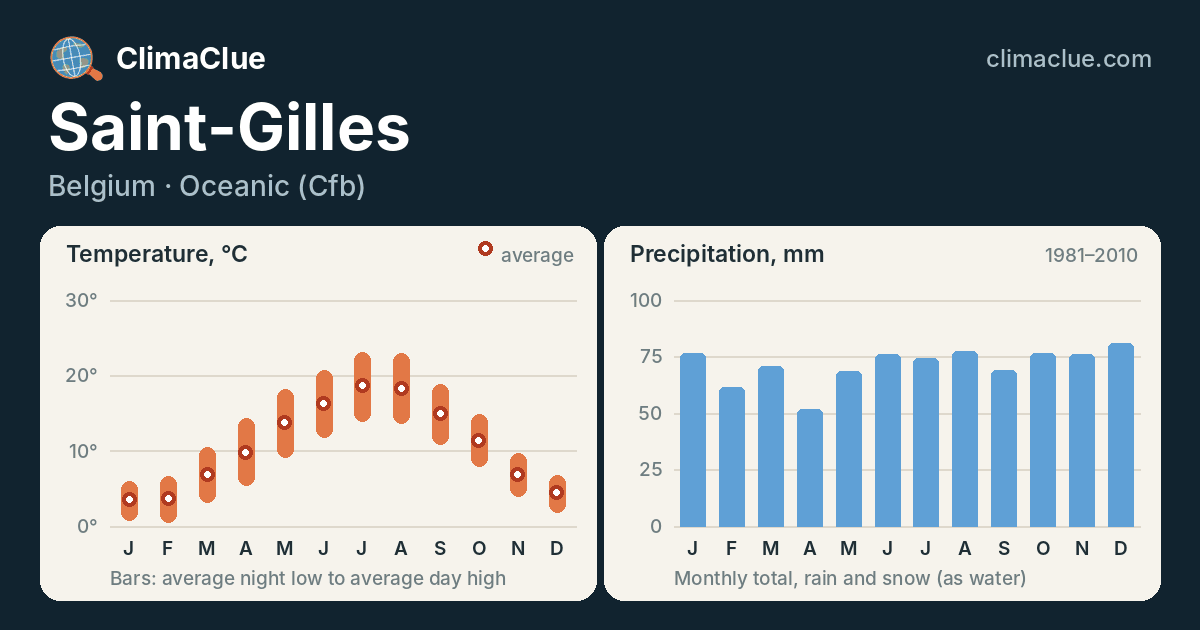 ClimaClue
climaclue.com
Saint-Gilles
Belgium · Oceanic (Cfb)
Temperature, °C
average
30°
20°
10°
0°
J F M A M J J A S O N D
Bars: average night low to average day high
Precipitation, mm
1981–2010
100
75
50
25
0
J F M A M J J A S O N D
Monthly total, rain and snow (as water)